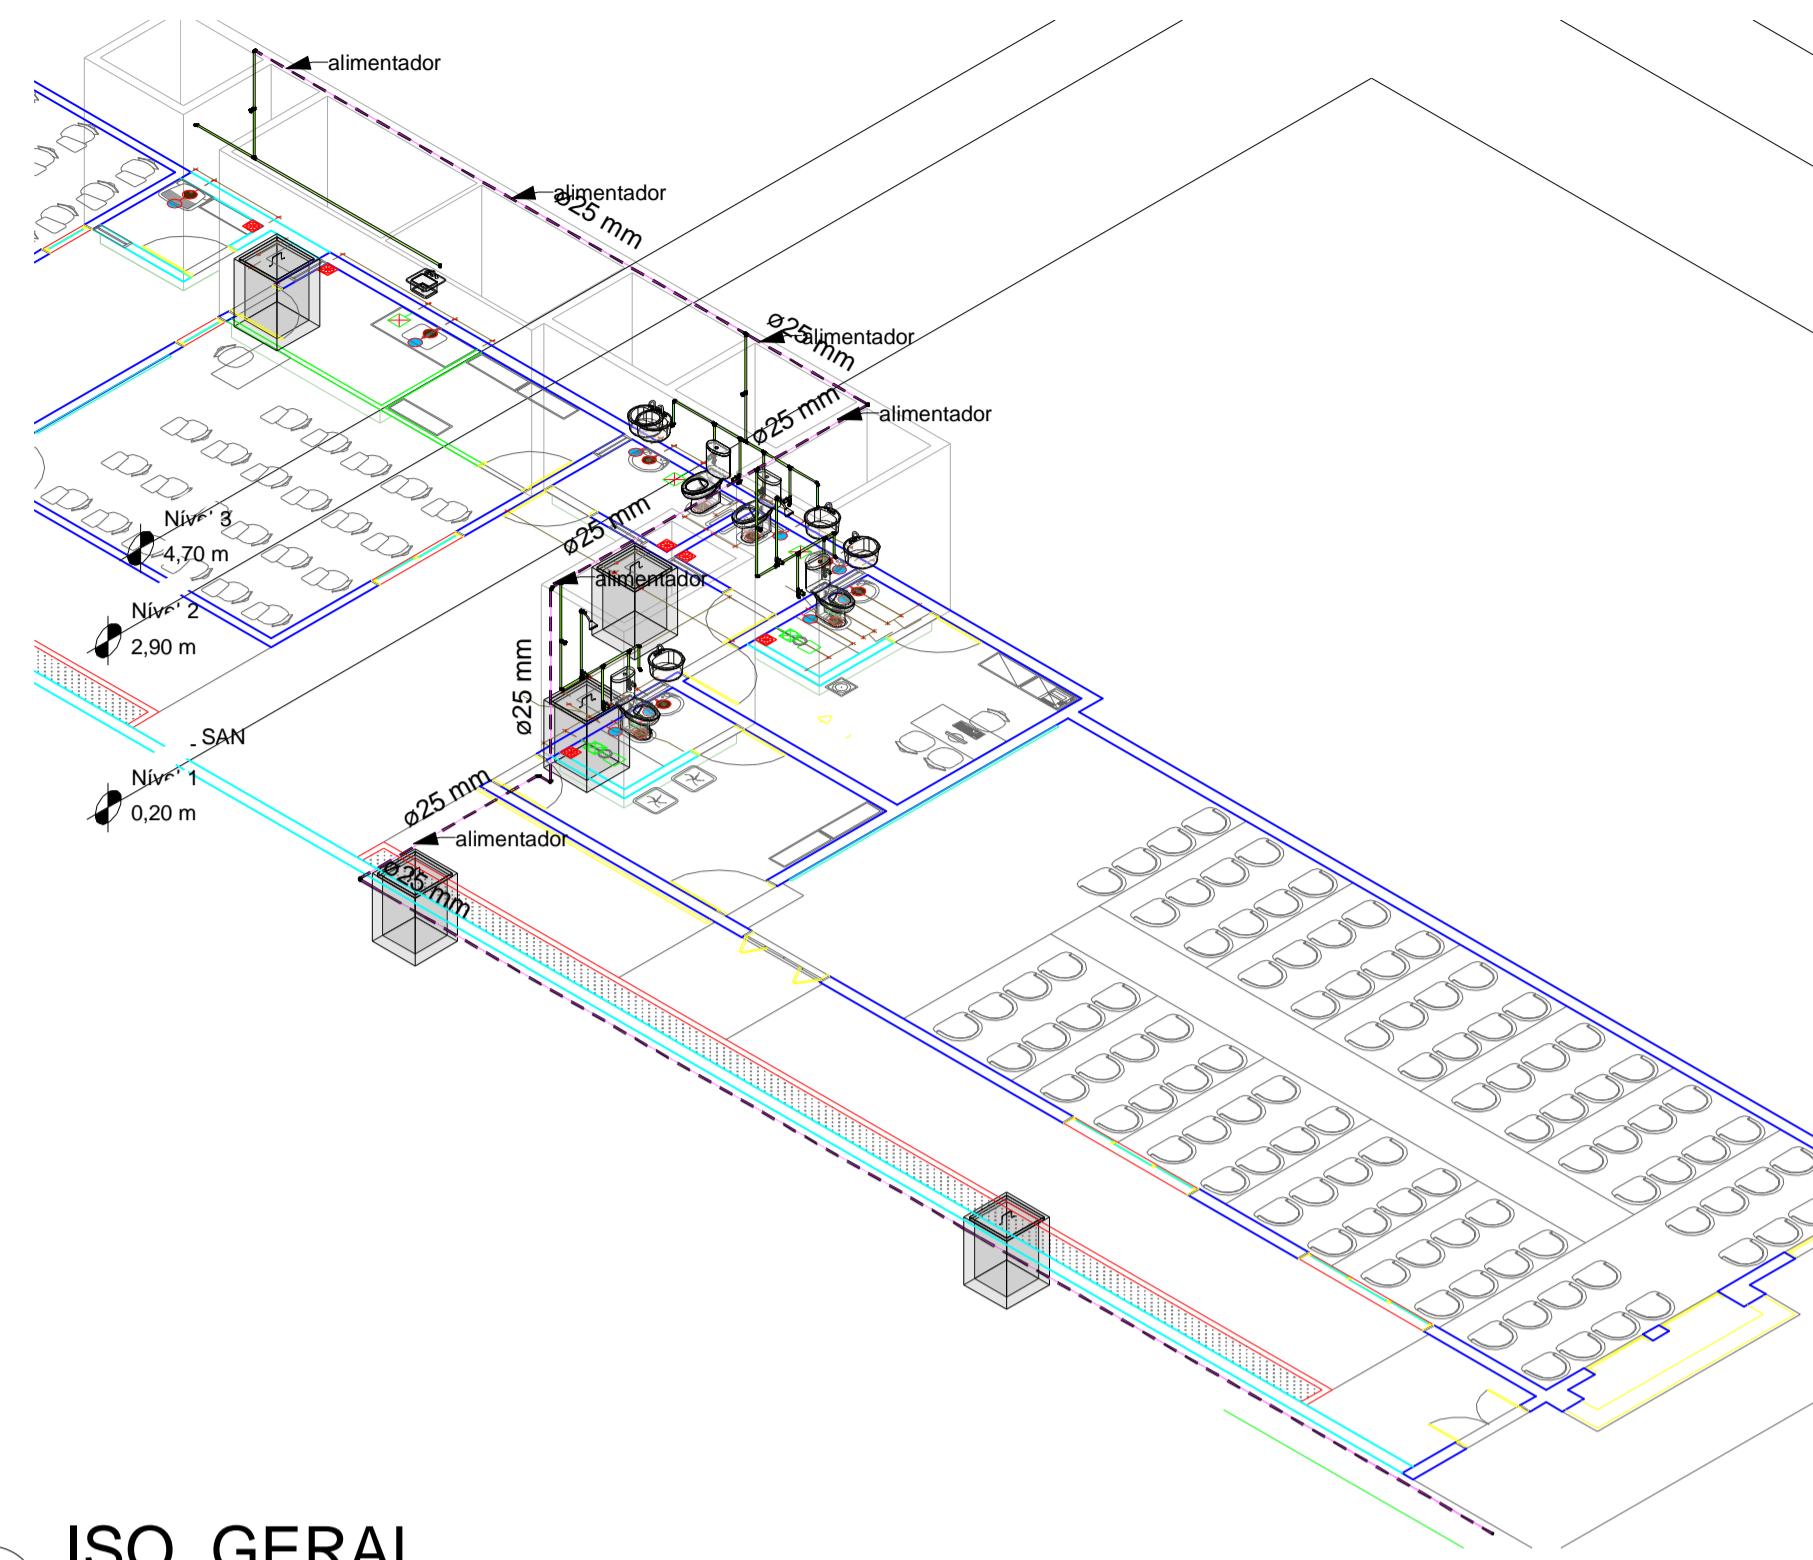 alimentador
alimentador
ø25 mm
ø25 mm
alimentador
ø25 mm
alimentador
ø25 mm
alimentador
Nível 3
4,70 m
Nível 2
2,90 m
ø25 mm
- SAN
Nível 1
0,20 m
ø25 mm
alimentador
ø25 mm
ISO GERAL